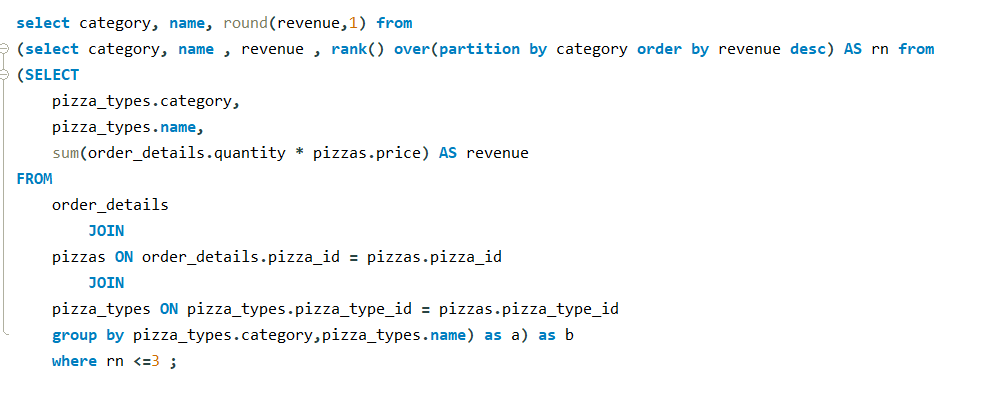 select category, name, round(revenue,1) from
(select category, name , revenue , rank() over(partition by category order by revenue desc) AS rn from
(SELECT
    pizza_types.category,
    pizza_types.name,
    sum(order_details.quantity * pizzas.price) AS revenue
FROM
    order_details
        JOIN
    pizzas ON order_details.pizza_id = pizzas.pizza_id
        JOIN
    pizza_types ON pizza_types.pizza_type_id = pizzas.pizza_type_id
    group by pizza_types.category,pizza_types.name) as a) as b
    where rn <=3 ;